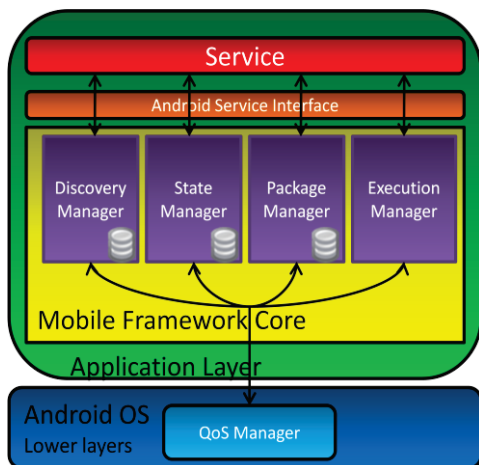 Service
Android Service Interface
Discovery
Manager
State
Manager
Package
Manager
Execution
Manager
Mobile Framework Core
Application Layer
Android OS
Lower layers
QoS Manager